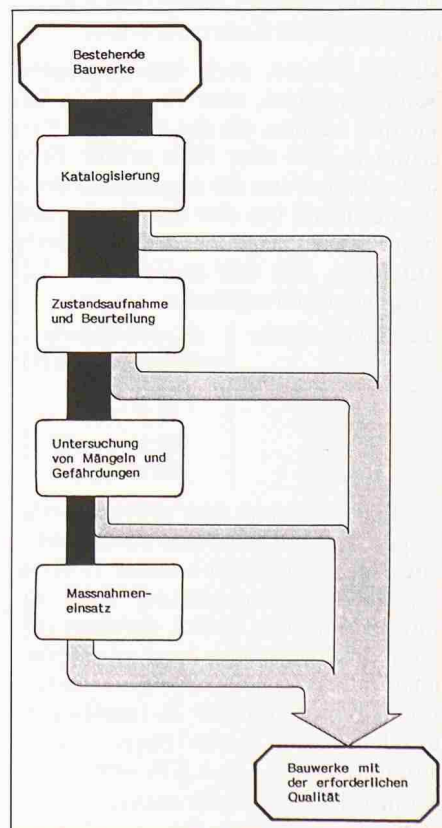 Bestehende
Bauwerke
Katalogisierung
Zustandsaufnahme
und Beurteilung
Untersuchung
von Mängeln und
Gefährdungen
Massnahmen-
einsatz
Bauwerke mit
der erforderlichen
Qualität